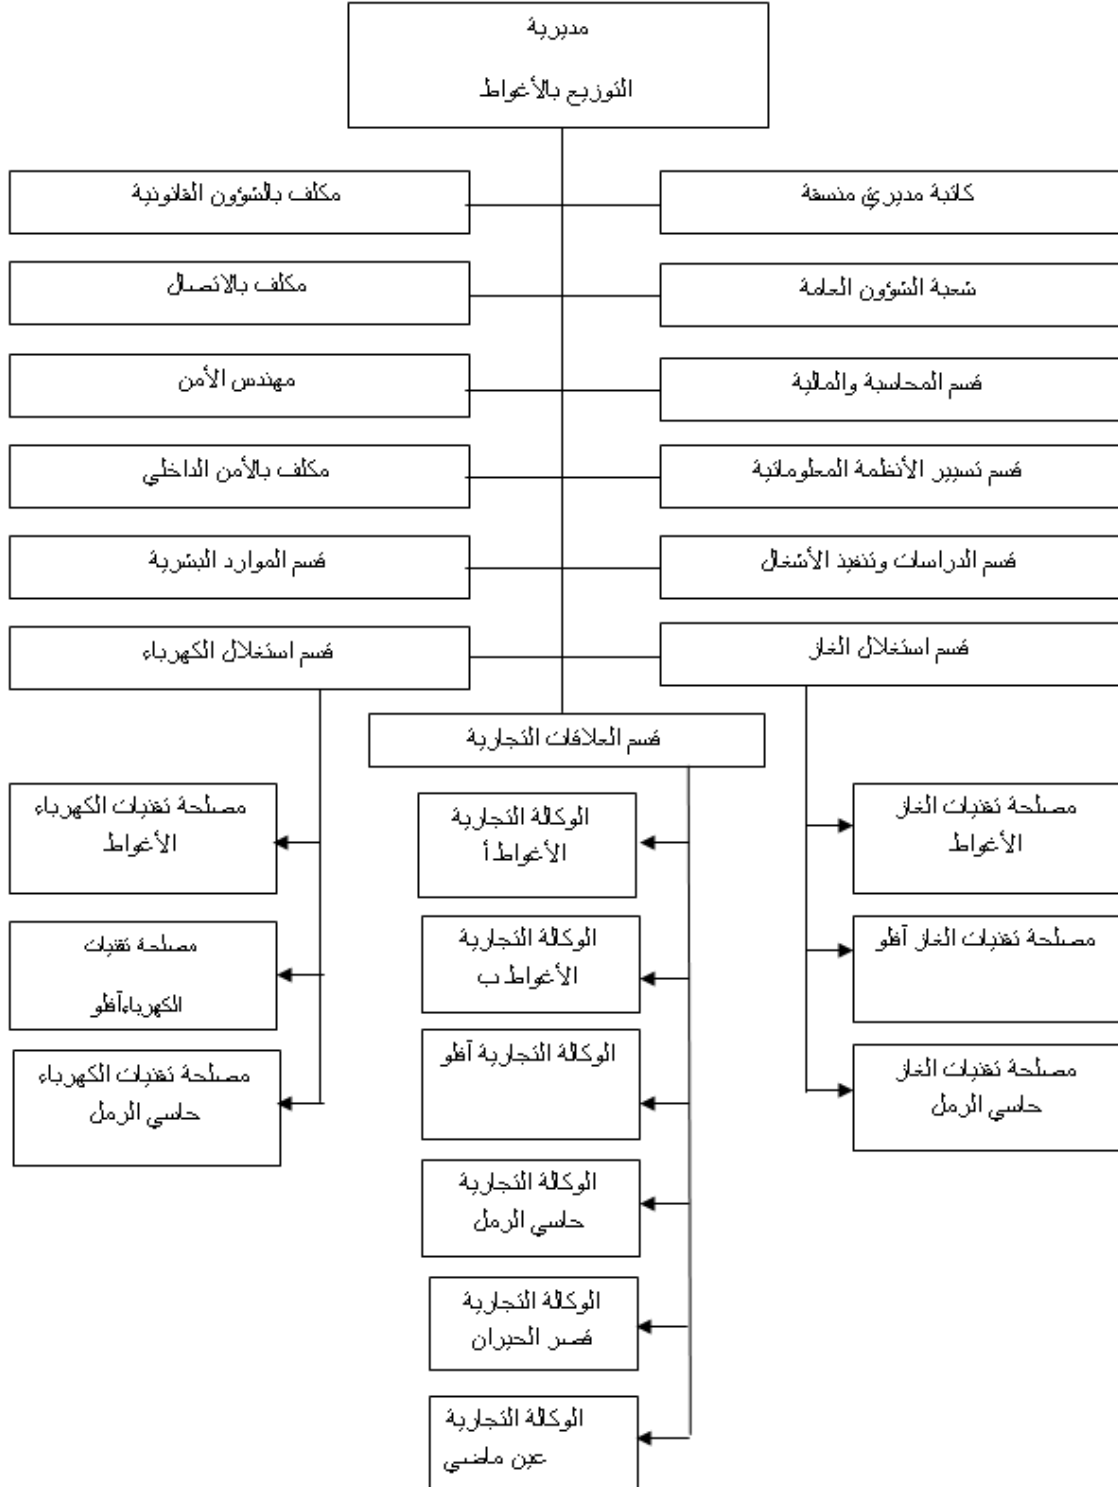 مديرية
التوزيع بالأغواط
كاتبة مديري منسقة
مكلف بالشؤون القانونية
شعبة الشؤون العامة
مكلف بالاتصال
قسم المحاسبة والمالية
مهندس الأمن
قسم تسيير الأنظمة المعلوماتية
مكلف بالأمن الداخلي
قسم الدراسات وتنفيذ الأشغال
قسم الموارد البشرية
قسم استغلال الغاز
قسم استغلال الكهرباء
قسم العلاقات التجارية
مصلحة تقنيات الغاز
الأغواط
مصلحة تقنيات الغاز آفلو
مصلحة تقنيات الغاز
حاسي الرمل
الوكالة التجارية
الأغواط أ
الوكالة التجارية
الأغواط ب
الوكالة التجارية آفلو
الوكالة التجارية
حاسي الرمل
الوكالة التجارية
قصر الحيران
الوكالة التجارية
عين ماضي
مصلحة تقنيات الكهرباء
الأغواط
مصلحة تقنيات
الكهرباءآفلو
مصلحة تقنيات الكهرباء
حاسي الرمل